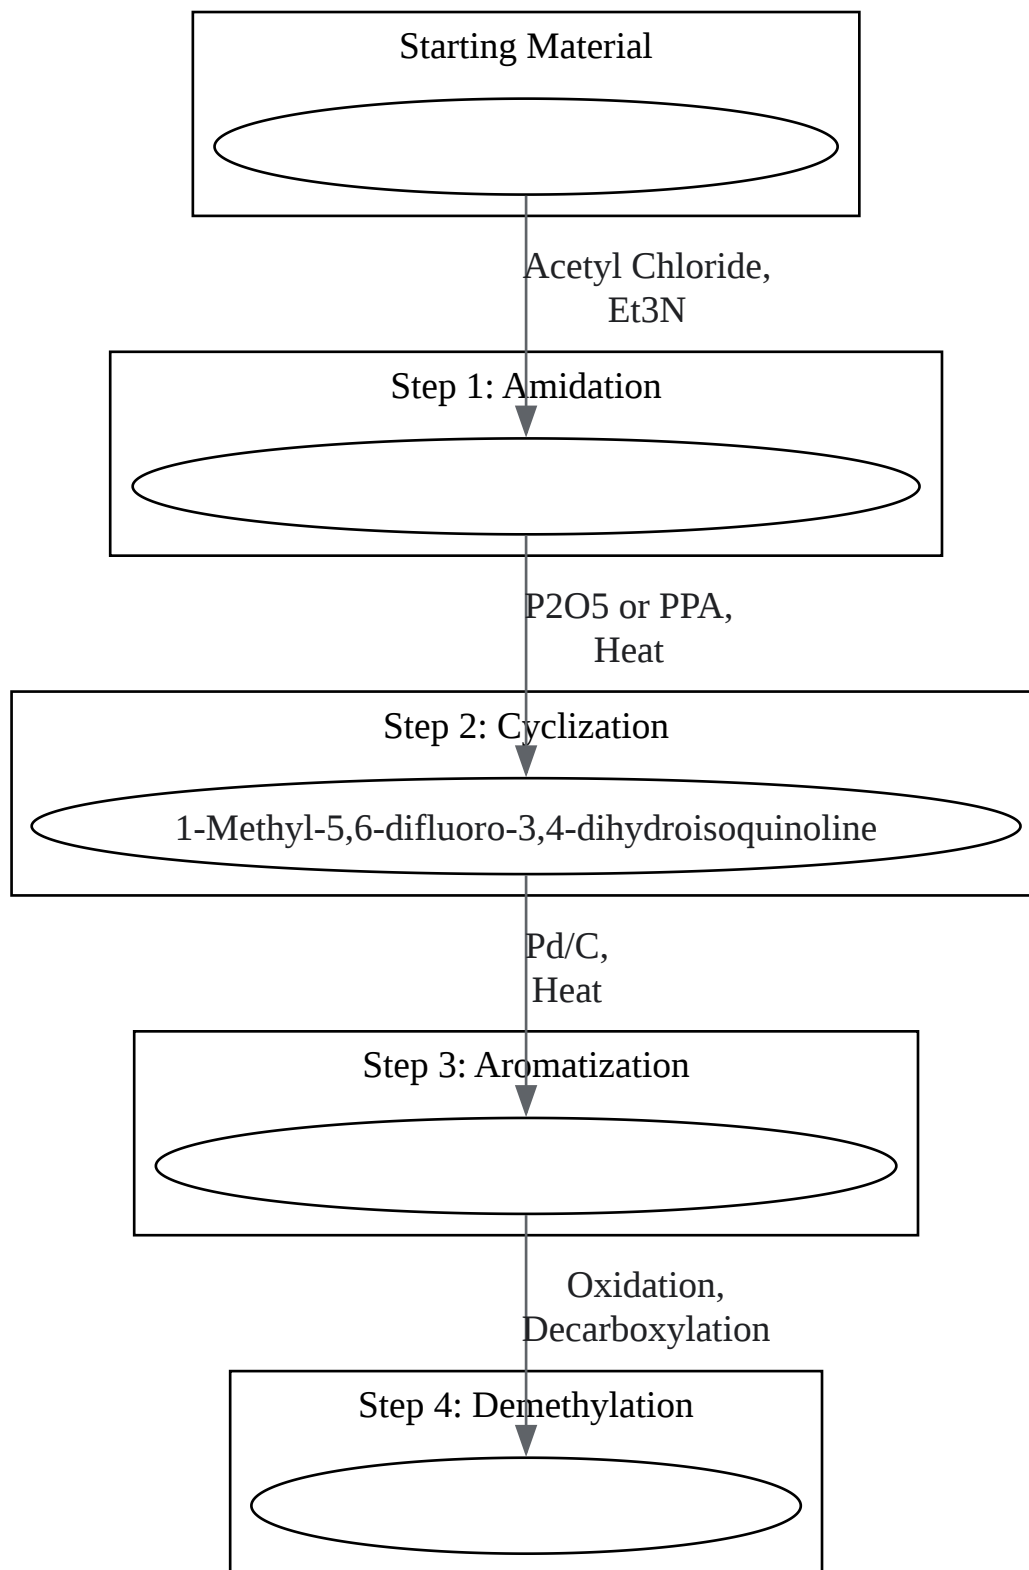 Starting Material
Acetyl Chloride,
Et3N
Step 1: Amidation
P2O5 or PPA,
Heat
Step 2: Cyclization
1-Methyl-5,6-difluoro-3,4-dihydroisoquinoline
Pd/C,
Heat
Step 3: Aromatization
Oxidation,
Decarboxylation
Step 4: Demethylation